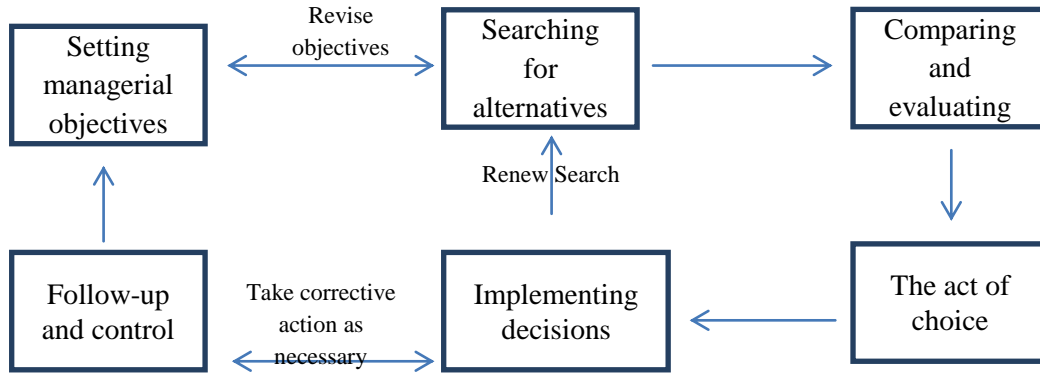 Setting
managerial
objectives
Revise
objectives
Searching
for
alternatives
Comparing
and
evaluating
Renew Search
Follow-up
and control
Take corrective
action as
necessary
Implementing
decisions
The act of
choice